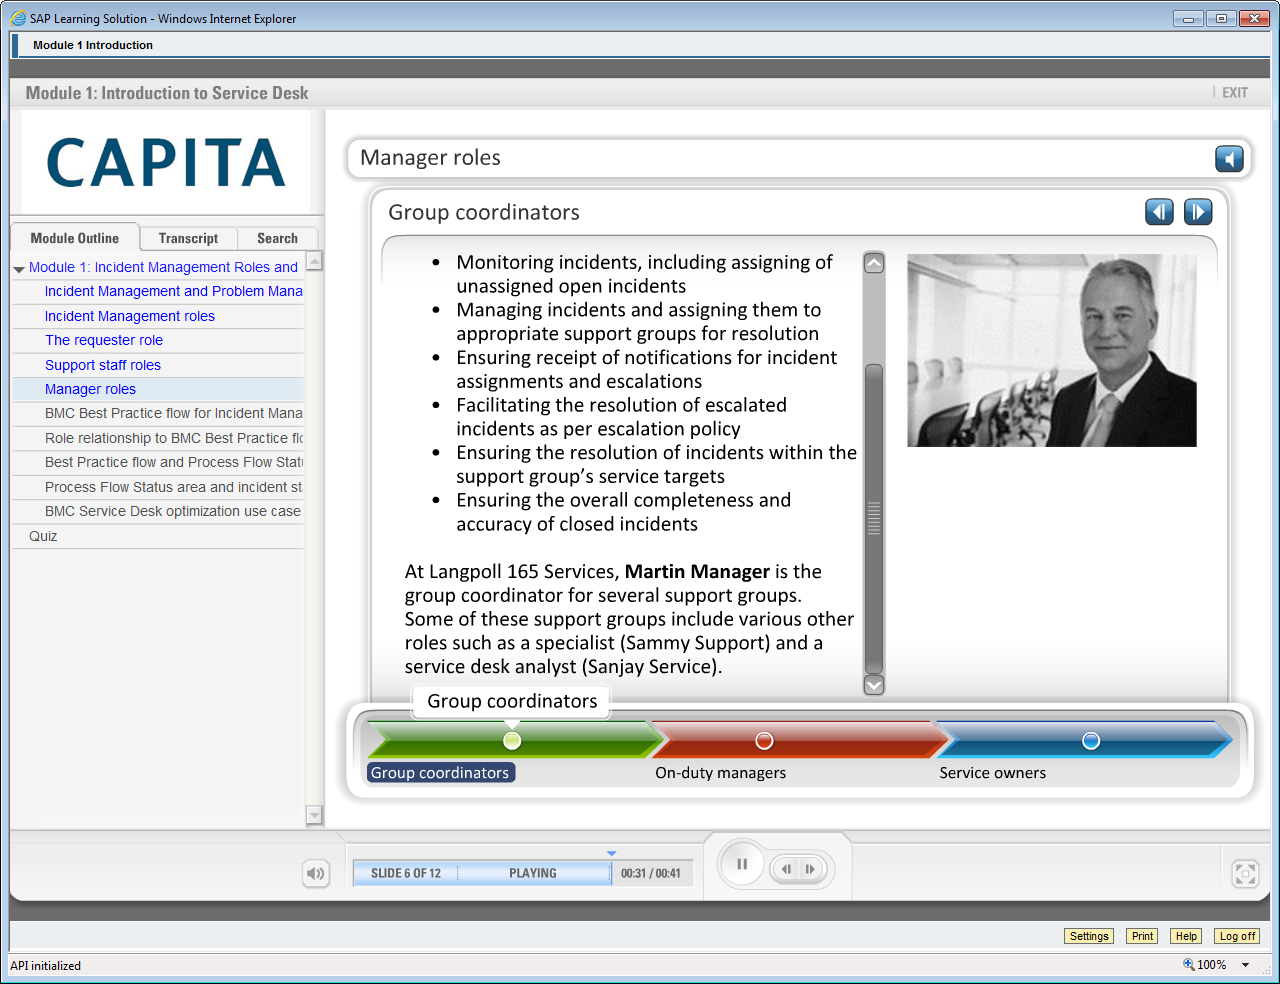 SAP Learning Solution - Windows Internet Explorer
Module 1 Introduction
Module 1: Introduction to Service Desk
EXIT
CAPITA
Module Outline
Transcript
Search
Module 1: Incident Management Roles and
Incident Management and Problem Mana
Incident Management roles
The requester role
Support staff roles
Manager roles
BMC Best Practice flow for Incident Mana
Role relationship to BMC Best Practice flo
Best Practice flow and Process Flow Statu
Process Flow Status area and incident st
BMC Service Desk optimization use case
Quiz
Manager roles
Group coordinators
• Monitoring incidents, including assigning of
unassigned open incidents
• Managing incidents and assigning them to
appropriate support groups for resolution
• Ensuring receipt of notifications for incident
assignments and escalations
• Facilitating the resolution of escalated
incidents as per escalation policy
• Ensuring the resolution of incidents within the
support group’s service targets
• Ensuring the overall completeness and
accuracy of closed incidents
At Langpoll 165 Services, Martin Manager is the
group coordinator for several support groups.
Some of these support groups include various other
roles such as a specialist (Sammy Support) and a
service desk analyst (Sanjay Service).
Group coordinators
Group coordinators
On-duty managers
Service owners
SLIDE 6 OF 12
PLAYING
00:31 / 00:41
Settings
Print
Help
Log off
API initialized
100%